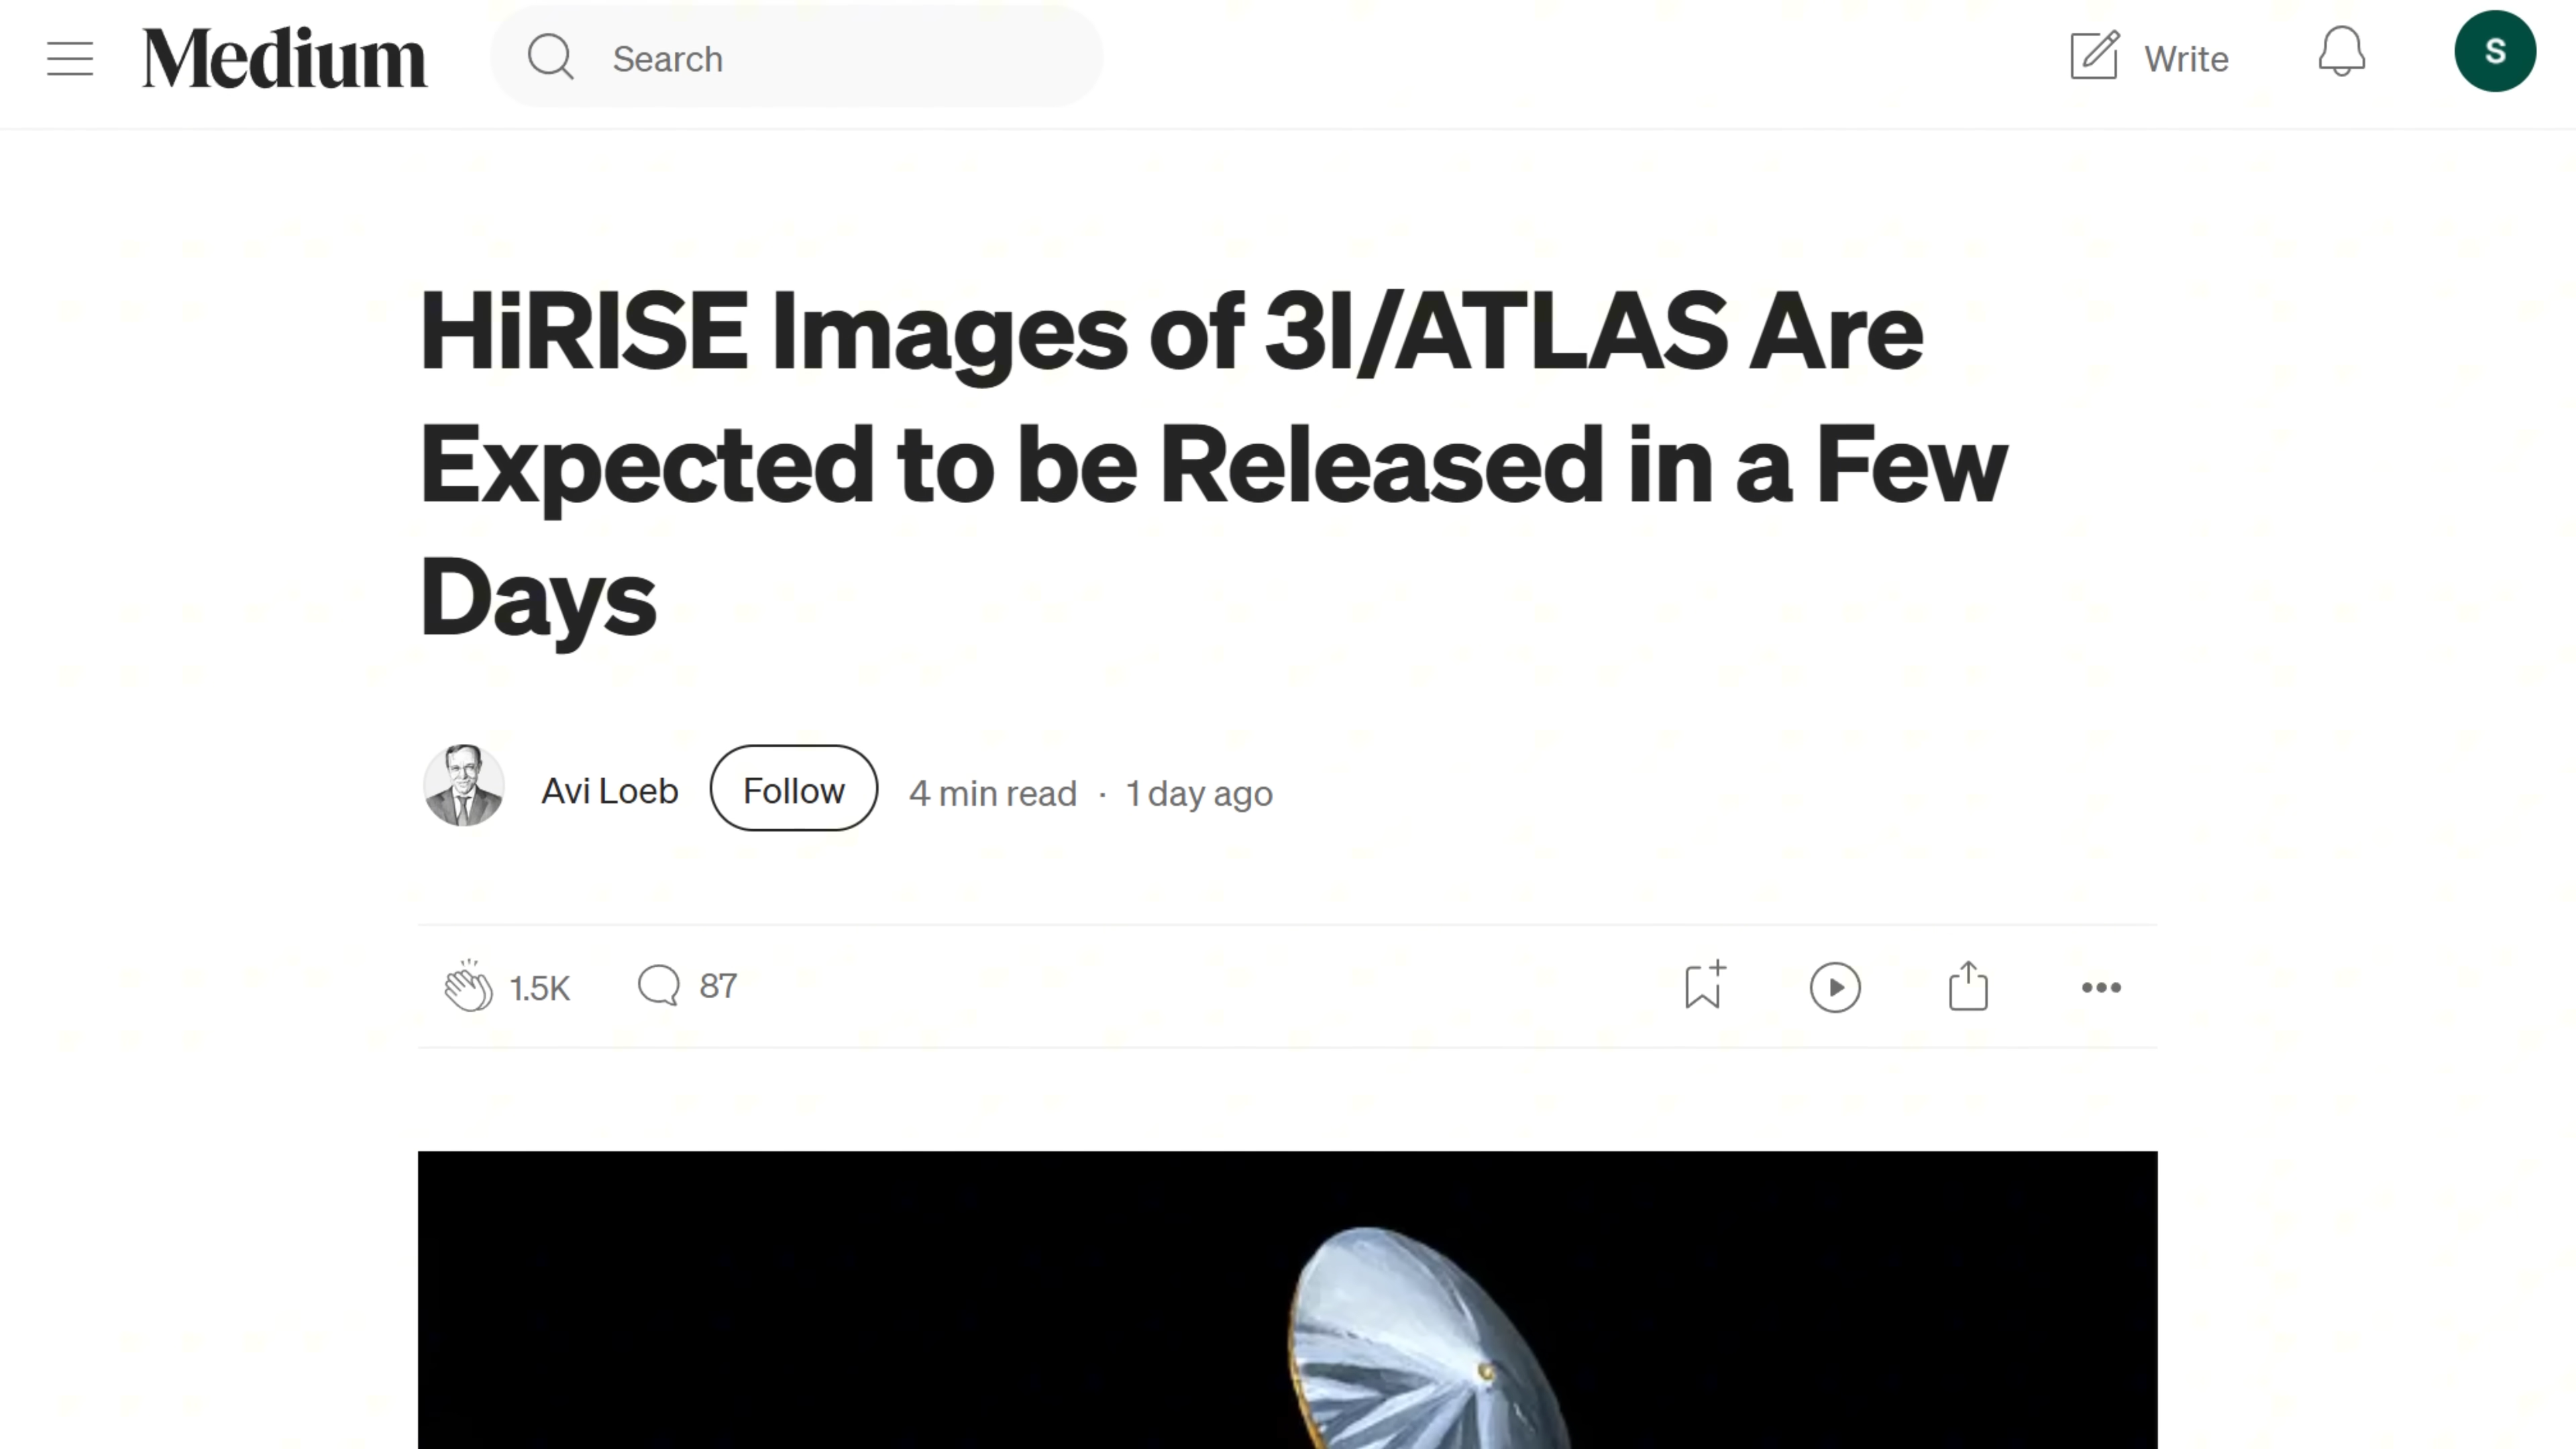 Medium
Search
Write
S
HiRISE Images of 3I/ATLAS Are
Expected to be Released in a Few
Days
Avi Loeb
Follow
4 min read · 1 day ago
1.5K
87